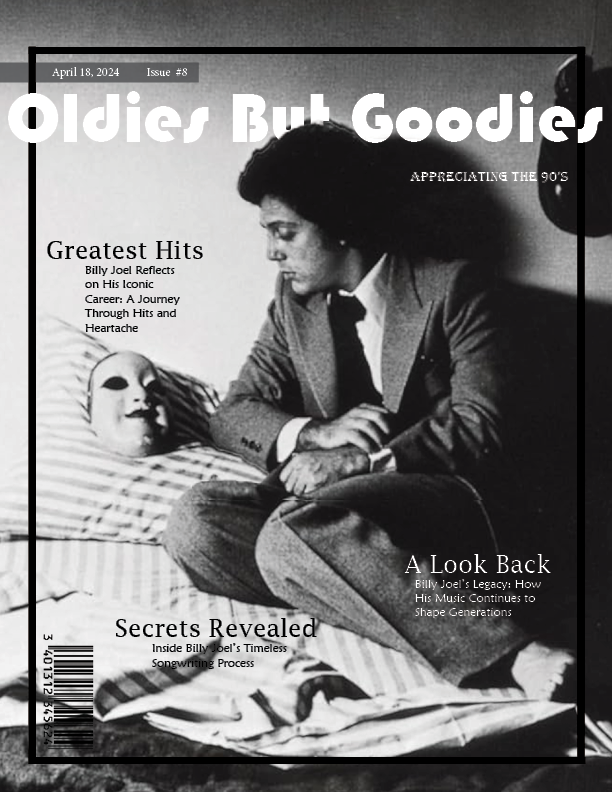 April 18, 2024 Issue #8
Oldies But Goodies
APPRECIATING THE 90'S
Greatest Hits
Billy Joel Reflects
on His Iconic
Career: A Journey
Through Hits and
Heartache
A Look Back
Billy Joel's Legacy: How
His Music Continues to
Shape Generations
Secrets Revealed
Inside Billy Joel's Timeless
Songwriting Process